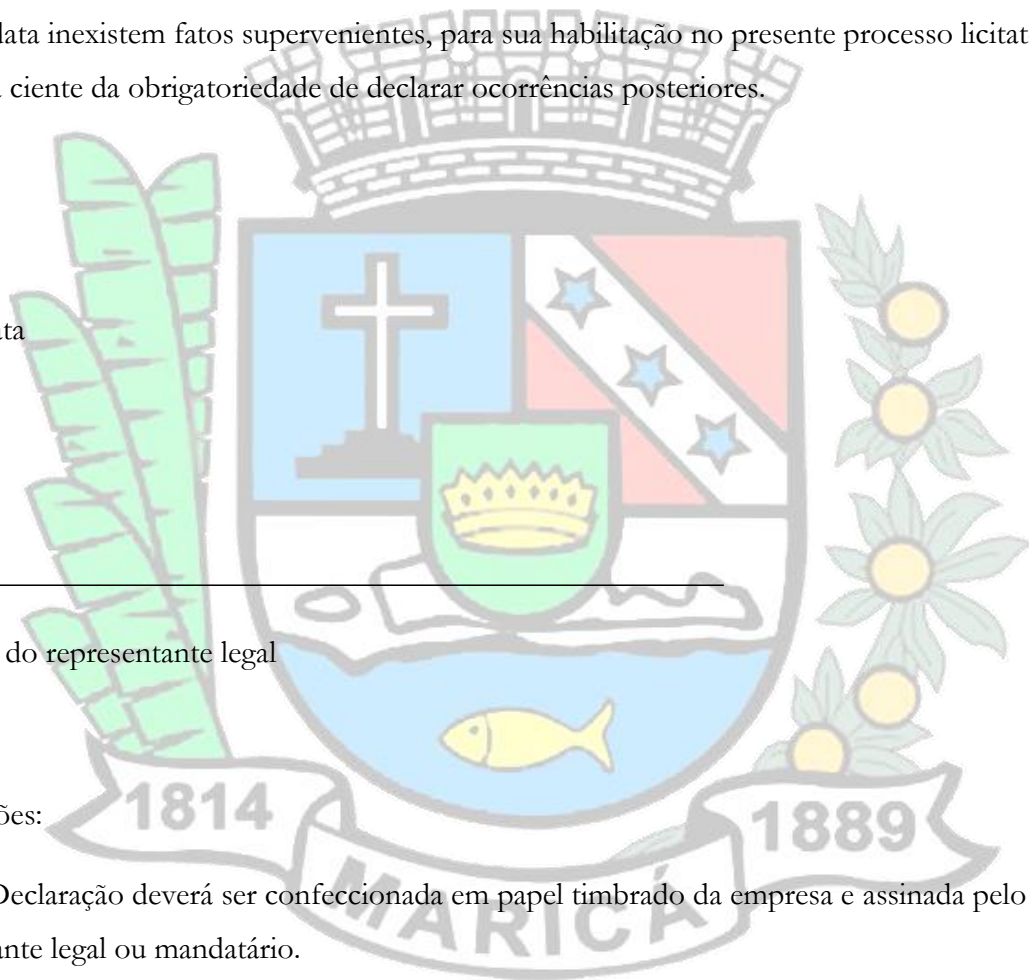 data inexistem fatos supervenientes, para sua habilitação no presente processo licitat
ciente da obrigatoriedade de declarar ocorrências posteriores.
do representante legal
1814
1889
MARICÁ
Declaração deverá ser confeccionada em papel timbrado da empresa e assinada pelo
ante legal ou mandatário.